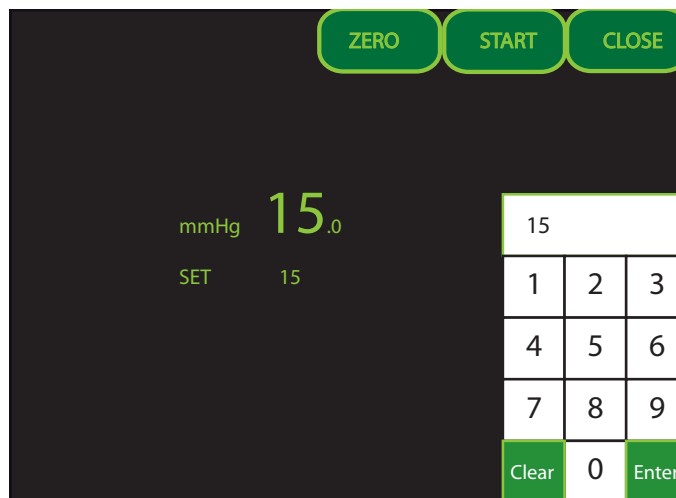 ZERO START CLOSE
mmHg 15.0
SET 15
15
1 2 3
4 5 6
7 8 9
Clear 0 Enter